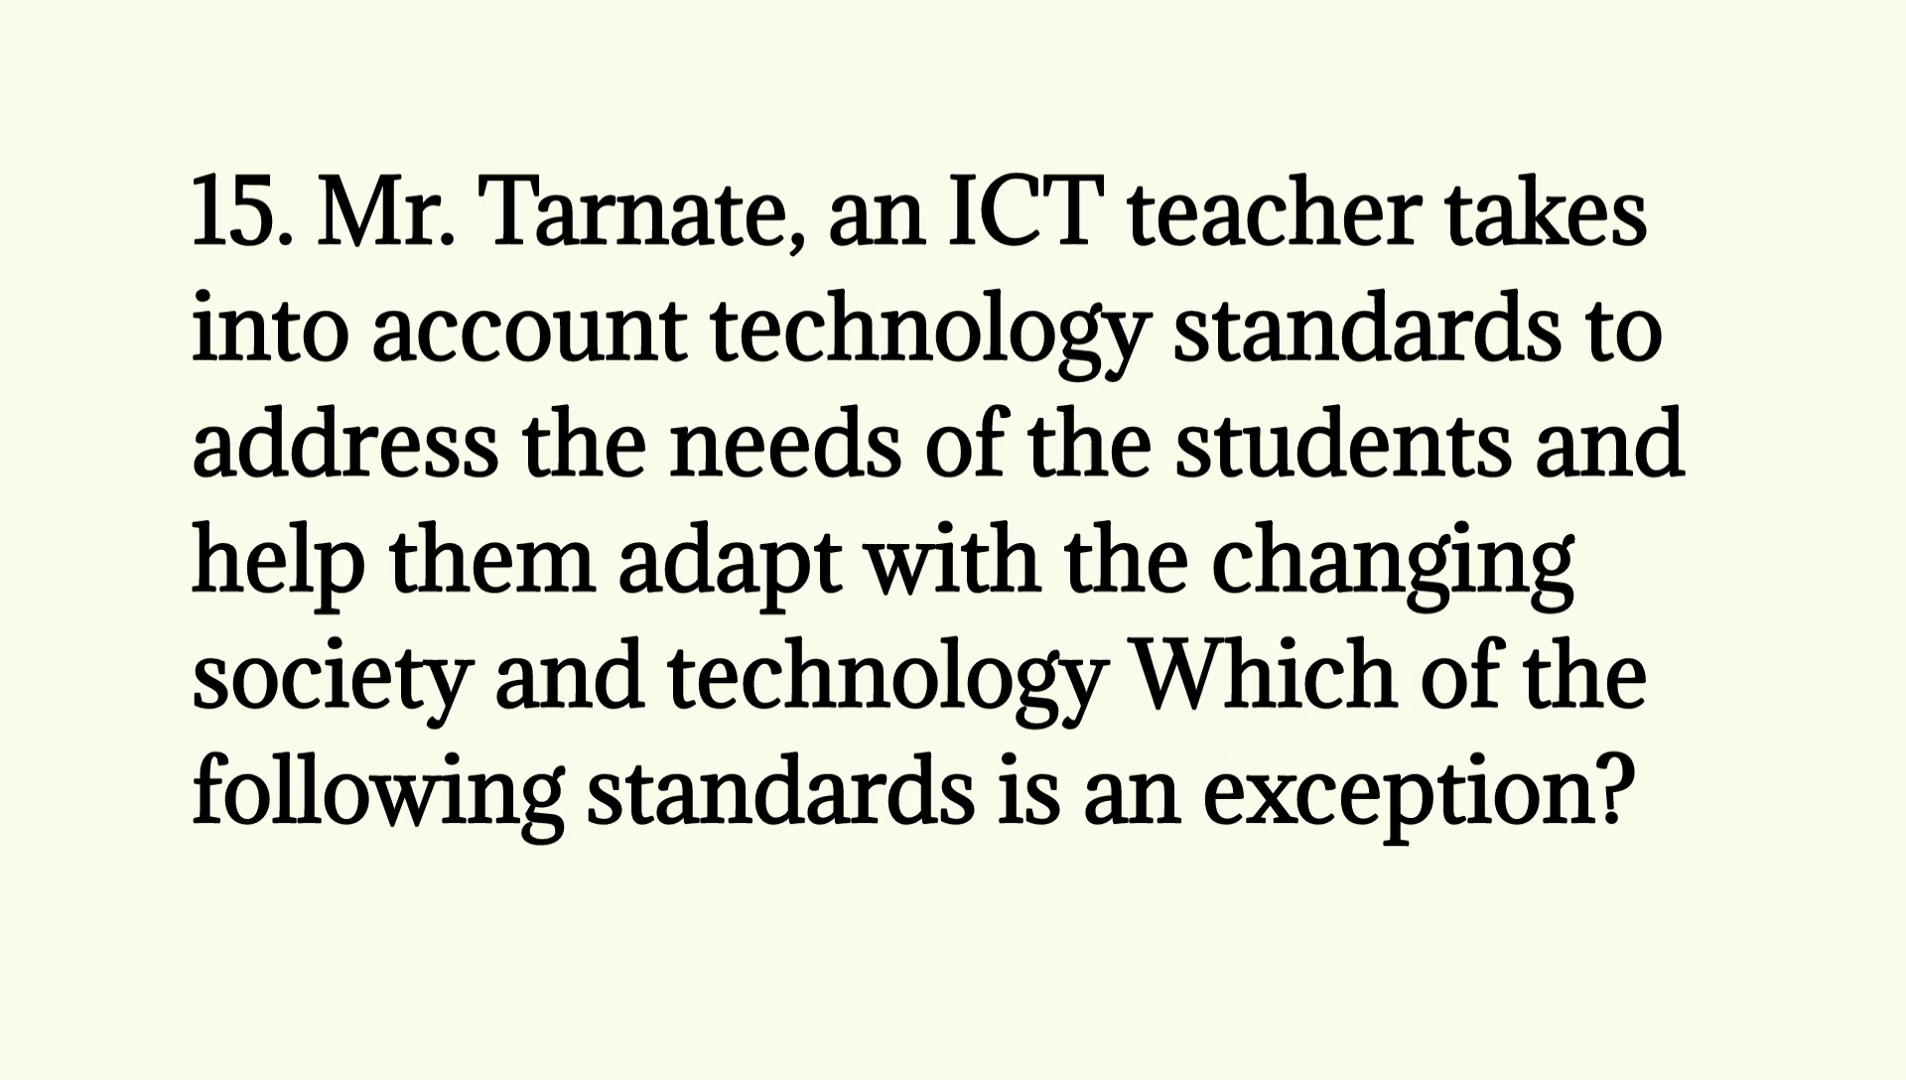 15. Mr. Tarnate, an ICT teacher takes
into account technology standards to
address the needs of the students and
help them adapt with the changing
society and technology Which of the
following standards is an exception?